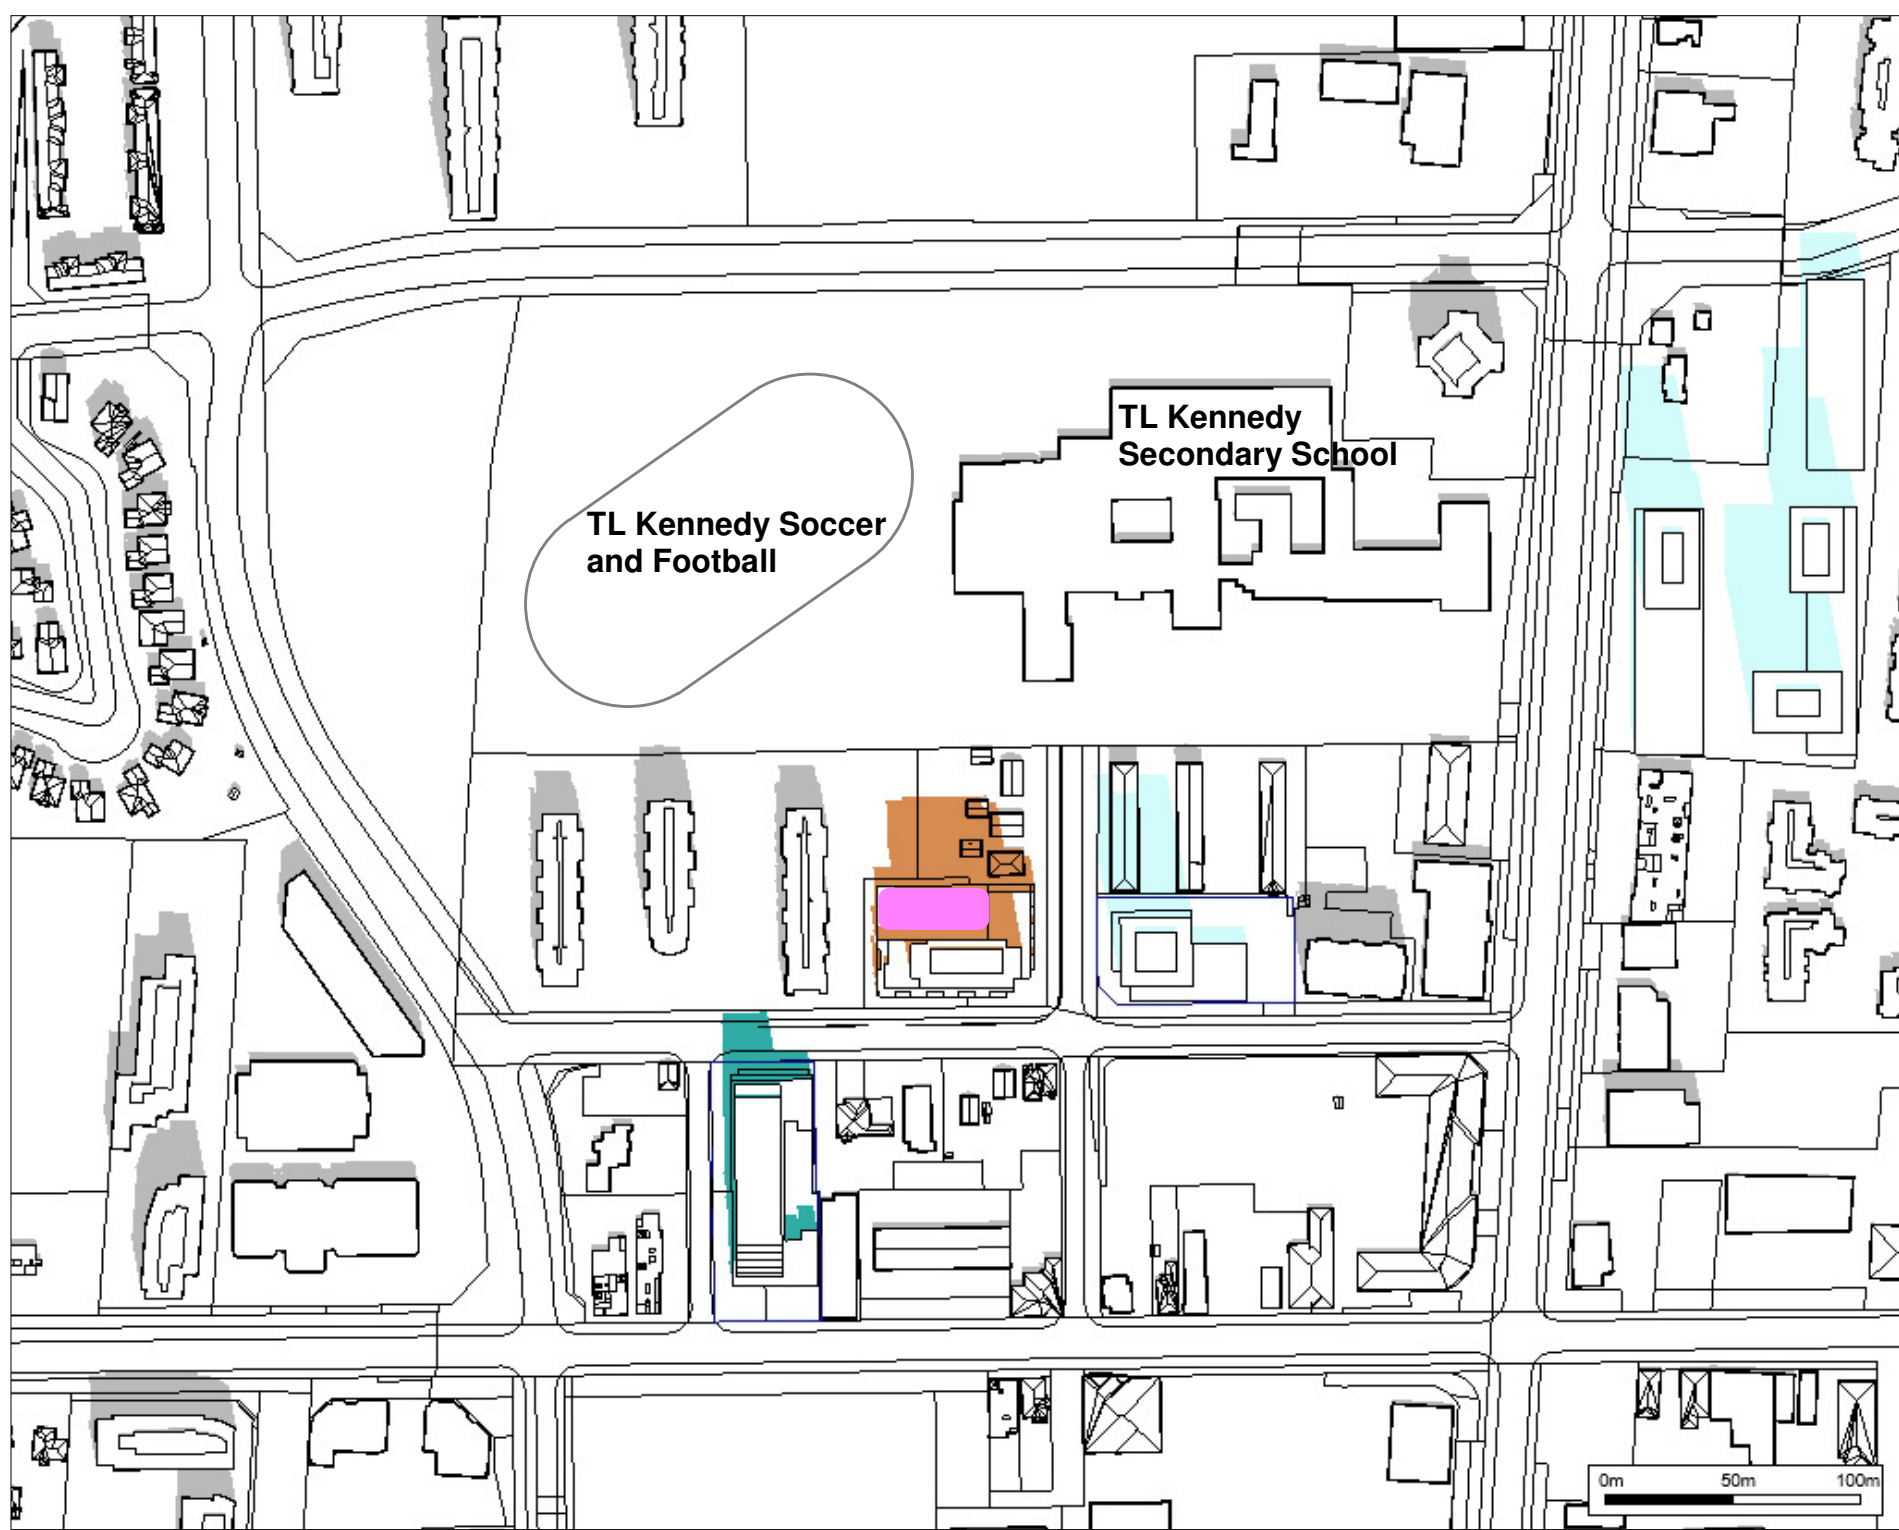 TL Kennedy
Secondary School
TL Kennedy Soccer
and Football
0m 50m 100m